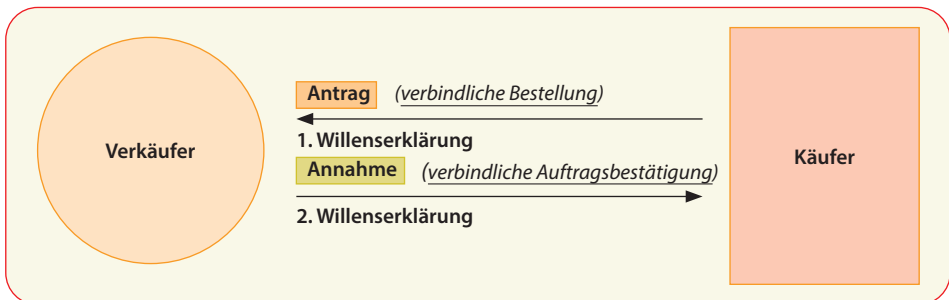 Verkäufer
Antrag (verbindliche Bestellung)
1. Willenserklärung
Annahme (verbindliche Auftragsbestätigung)
2. Willenserklärung
Käufer